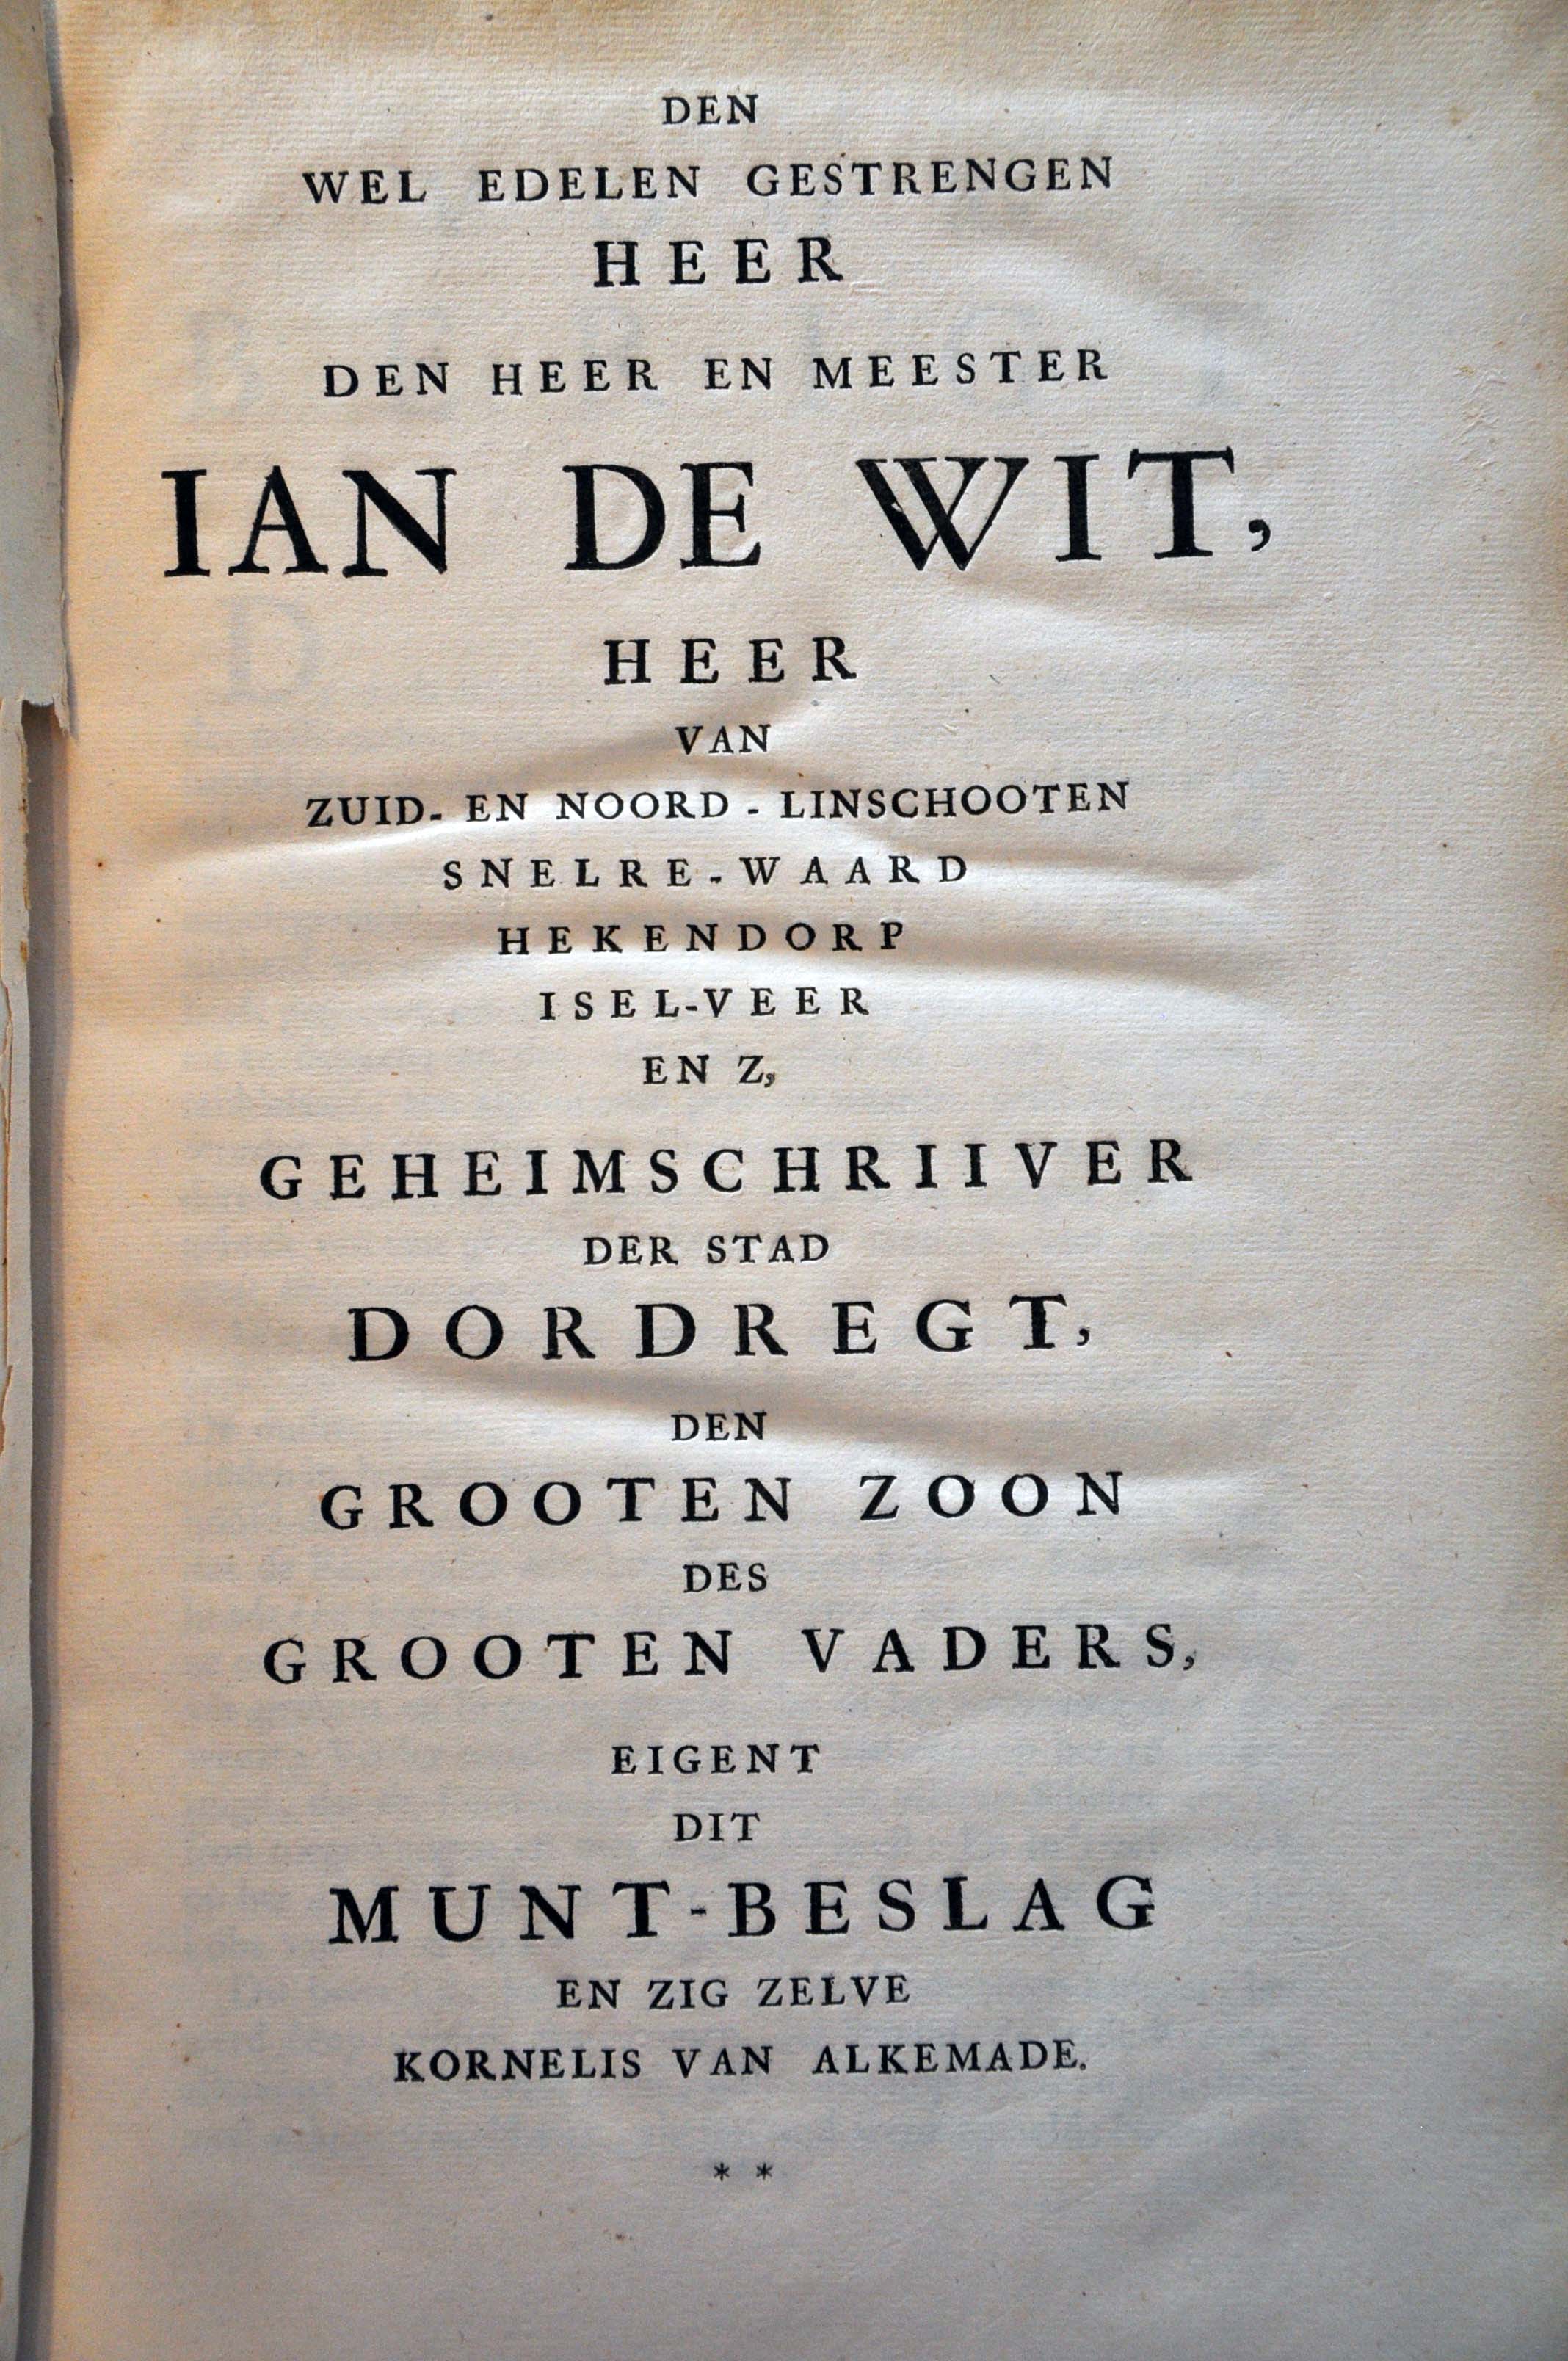 DEN
WEL EDELEN GESTRENGEN
HEER
DEN HEER EN MEESTER
IAN DE WIT,
HEER
VAN
ZUID- EN NOORD - LINSCHOOTEN
SNELRE-WAARD
HEKENDORP
ISEL-VEER
EN Z,
GEHEIMSCHRIIVER
DER STAD
DORDREGT,
DEN
GROOTEN ZOON
DES
GROOTEN VADERS,
EIGENT
DIT
MUNT-BESLAG
EN ZIG ZELVE
KORNELIS VAN ALKEMADE.
* *